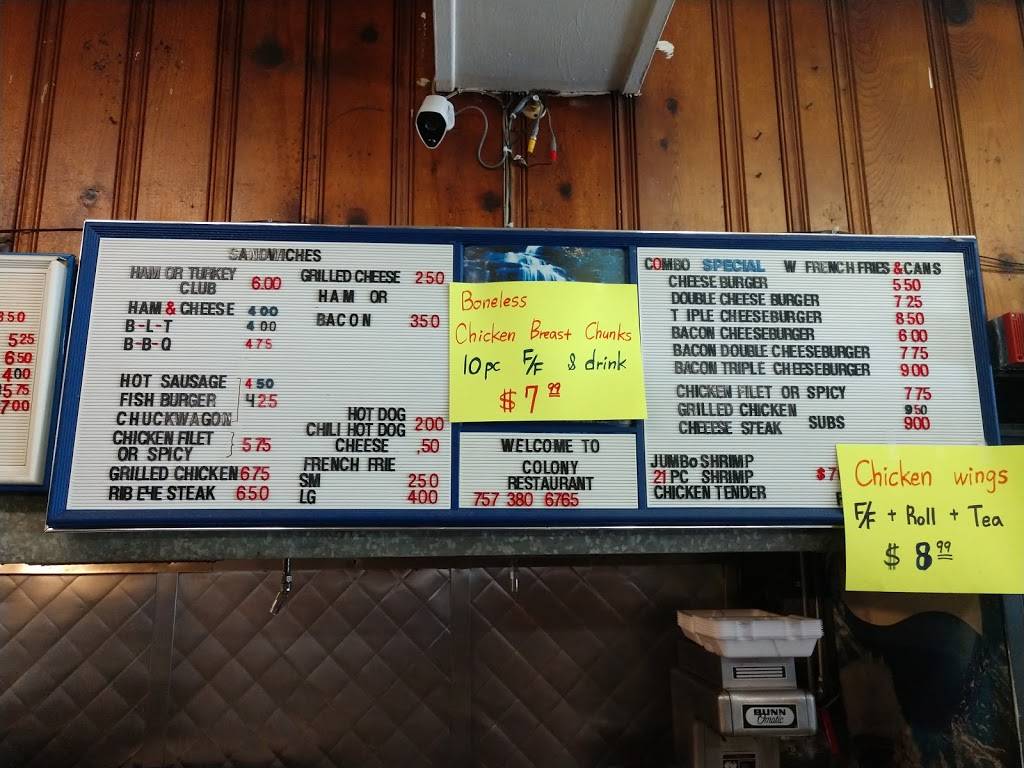 350
525
650
400
575
700
SANDWICHES
HAM OR TURKEY
CLUB 6.00
HAM & CHEESE 400
B-L-T 400
B-B-Q 475
HOT SAUSAGE 450
FISH BURGER 425
CHUCKWAGON
CHICKEN FILET
OR SPICY 575
GRILLED CHICKEN 675
RIB EYE STEAK 650
GRILLED CHEESE 250
HAM OR
BACON 350
HOT DOG
CHILI HOT DOG 200
CHEESE .50
FRENCH FRIE
SM 250
LG 400
Boneless
Chicken Breast Chunks
10 pc F/F & drink
$ 7 99
WELCOME TO
COLONY
RESTAURANT
757 380 6765
COMBO SPECIAL W FRENCH FRIES & CANS
CHEESE BURGER 550
DOUBLE CHEESE BURGER 725
T IPLE CHEESEBURGER 850
BACON CHEESEBURGER 600
BACON DOUBLE CHEESEBURGER 775
BACON TRIPLE CHEESEBURGER 900
CHICKEN FILET OR SPICY 775
GRILLED CHICKEN 950
CHEESE STEAK SUBS 900
JUMBO SHRIMP
21 PC SHRIMP $7
CHICKEN TENDER
Chicken wings
F/F + Roll + Tea
$ 8 99
BUNN
Omatic